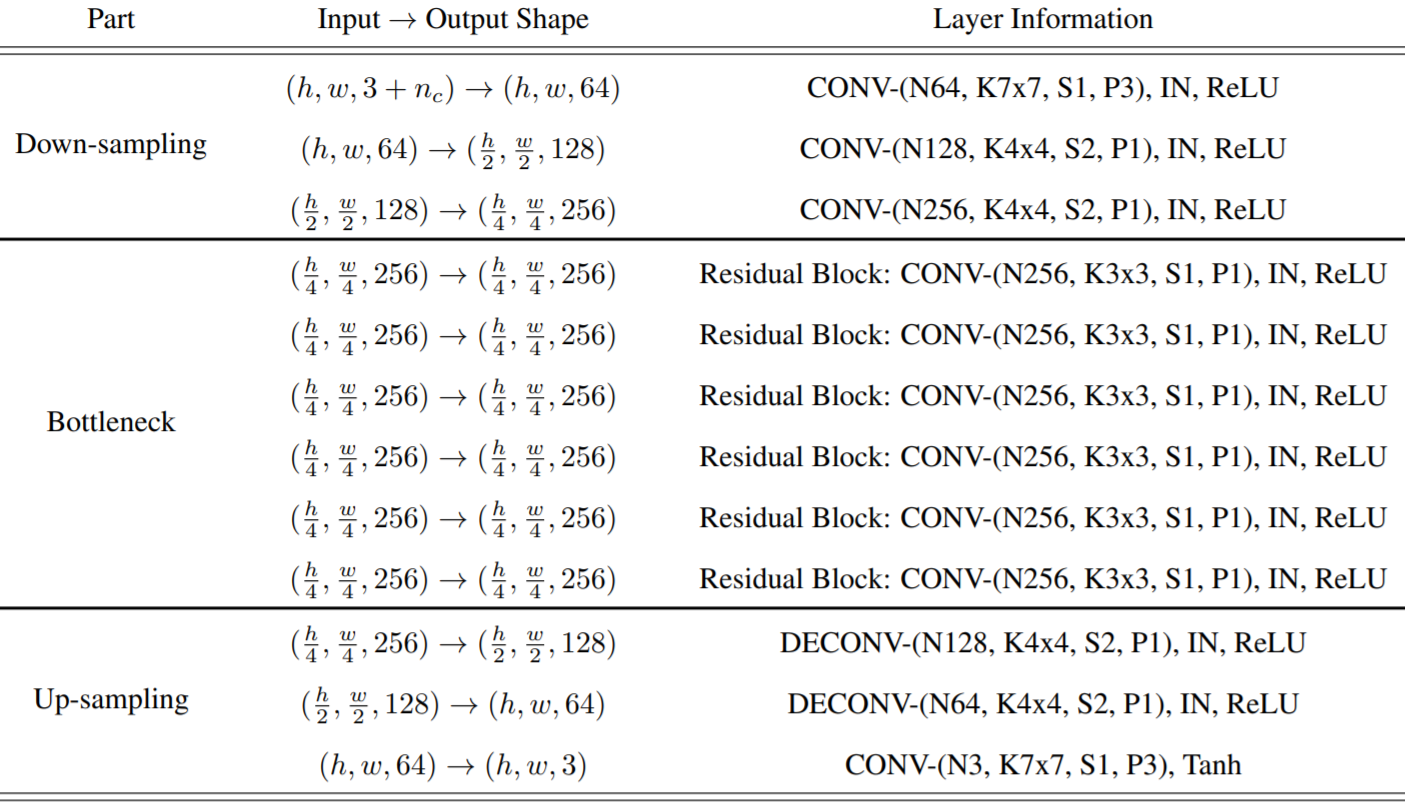 Part Input → Output Shape Layer Information
(h, w, 3 + n_c) → (h, w, 64) CONV-(N64, K7x7, S1, P3), IN, ReLU
Down-sampling (h, w, 64) → (h/2, w/2, 128) CONV-(N128, K4x4, S2, P1), IN, ReLU
(h/2, w/2, 128) → (h/4, w/4, 256) CONV-(N256, K4x4, S2, P1), IN, ReLU
(h/4, w/4, 256) → (h/4, w/4, 256) Residual Block: CONV-(N256, K3x3, S1, P1), IN, ReLU
(h/4, w/4, 256) → (h/4, w/4, 256) Residual Block: CONV-(N256, K3x3, S1, P1), IN, ReLU
(h/4, w/4, 256) → (h/4, w/4, 256) Residual Block: CONV-(N256, K3x3, S1, P1), IN, ReLU
Bottleneck
(h/4, w/4, 256) → (h/4, w/4, 256) Residual Block: CONV-(N256, K3x3, S1, P1), IN, ReLU
(h/4, w/4, 256) → (h/4, w/4, 256) Residual Block: CONV-(N256, K3x3, S1, P1), IN, ReLU
(h/4, w/4, 256) → (h/4, w/4, 256) Residual Block: CONV-(N256, K3x3, S1, P1), IN, ReLU
(h/4, w/4, 256) → (h/2, w/2, 128) DECONV-(N128, K4x4, S2, P1), IN, ReLU
Up-sampling (h/2, w/2, 128) → (h, w, 64) DECONV-(N64, K4x4, S2, P1), IN, ReLU
(h, w, 64) → (h, w, 3) CONV-(N3, K7x7, S1, P3), Tanh